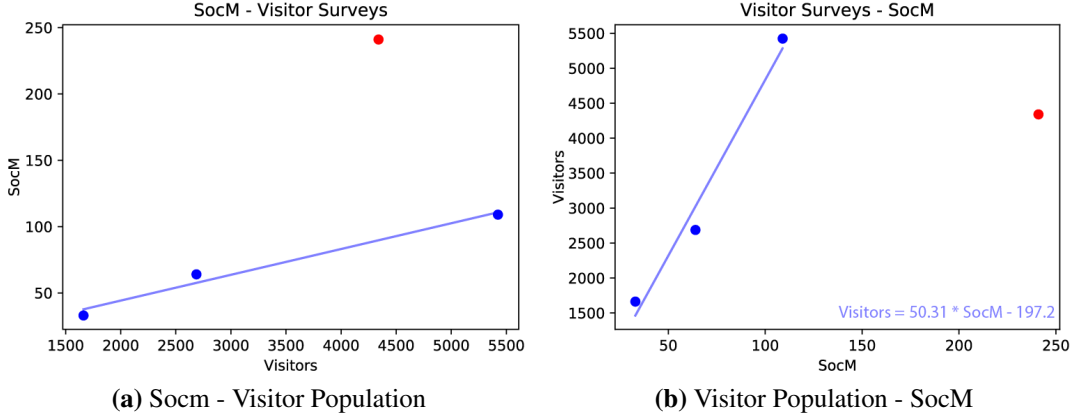 SocM - Visitor Surveys
250
200
150
100
50
SocM
1500 2000 2500 3000 3500 4000 4500 5000 5500
Visitors
(a) Socm - Visitor Population
Visitor Surveys - SocM
5500
5000
4500
4000
3500
3000
2500
2000
1500
Visitors
Visitors = 50.31 * SocM - 197.2
50 100 150 200 250
SocM
(b) Visitor Population - SocM